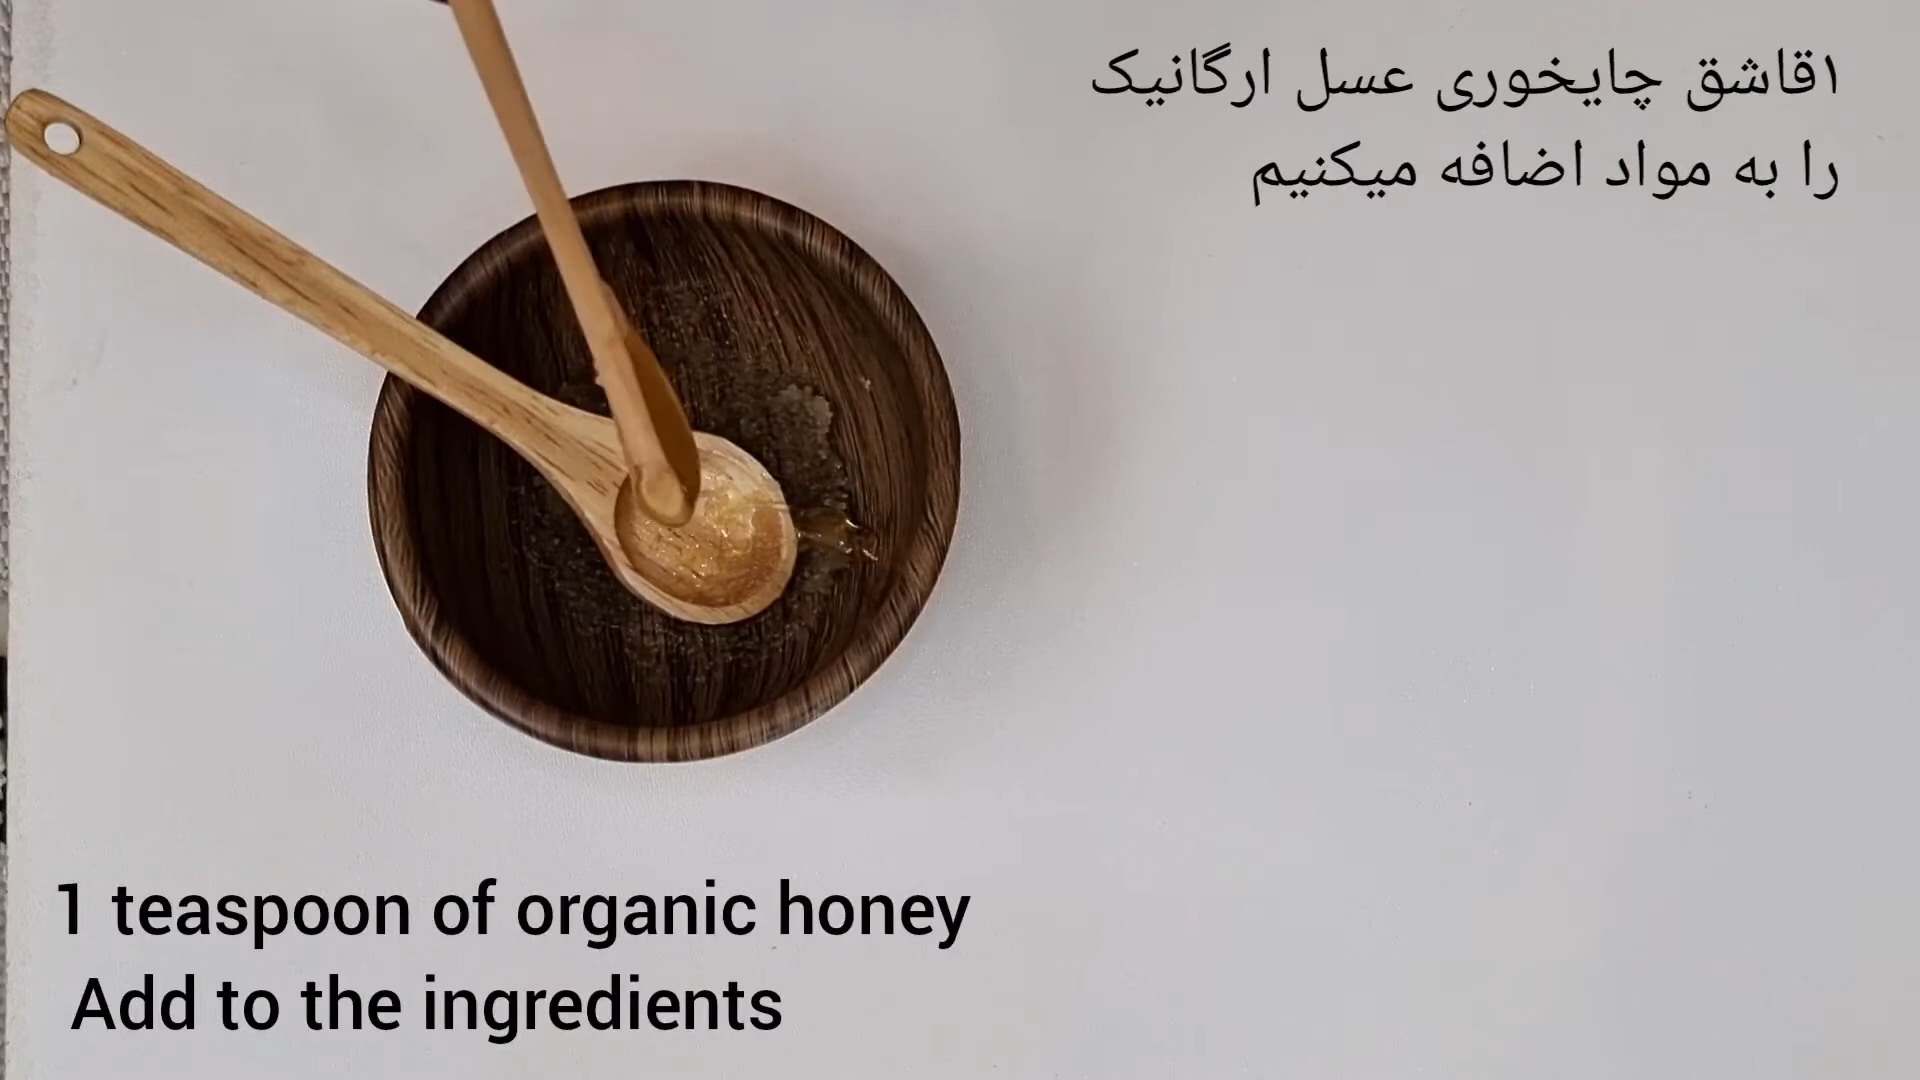 ۱قاشق چایخوری عسل ارگانیک
را به مواد اضافه میکنیم
1 teaspoon of organic honey
Add to the ingredients